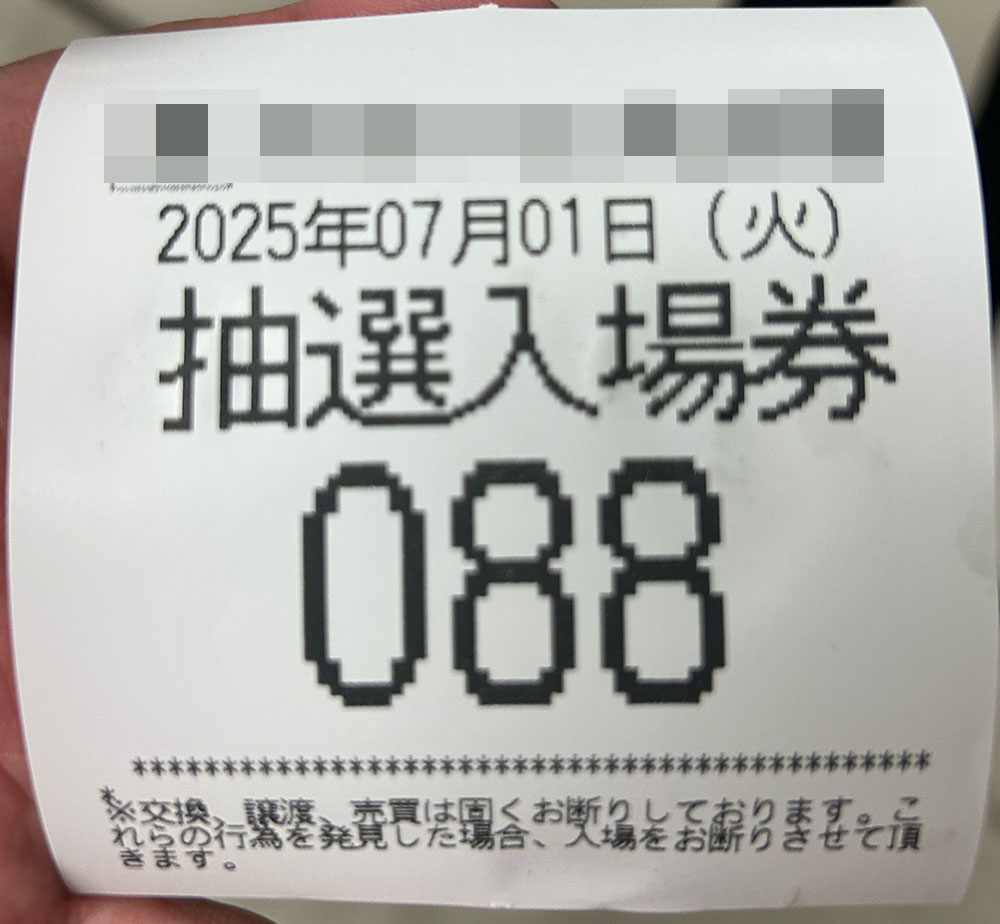 2025年07月01日（火）
抽選入場券
088
******************************************************
*
※交換、譲渡、売買は固くお断りしております。こ
れらの行為を発見した場合、入場をお断りさせて頂
きます。